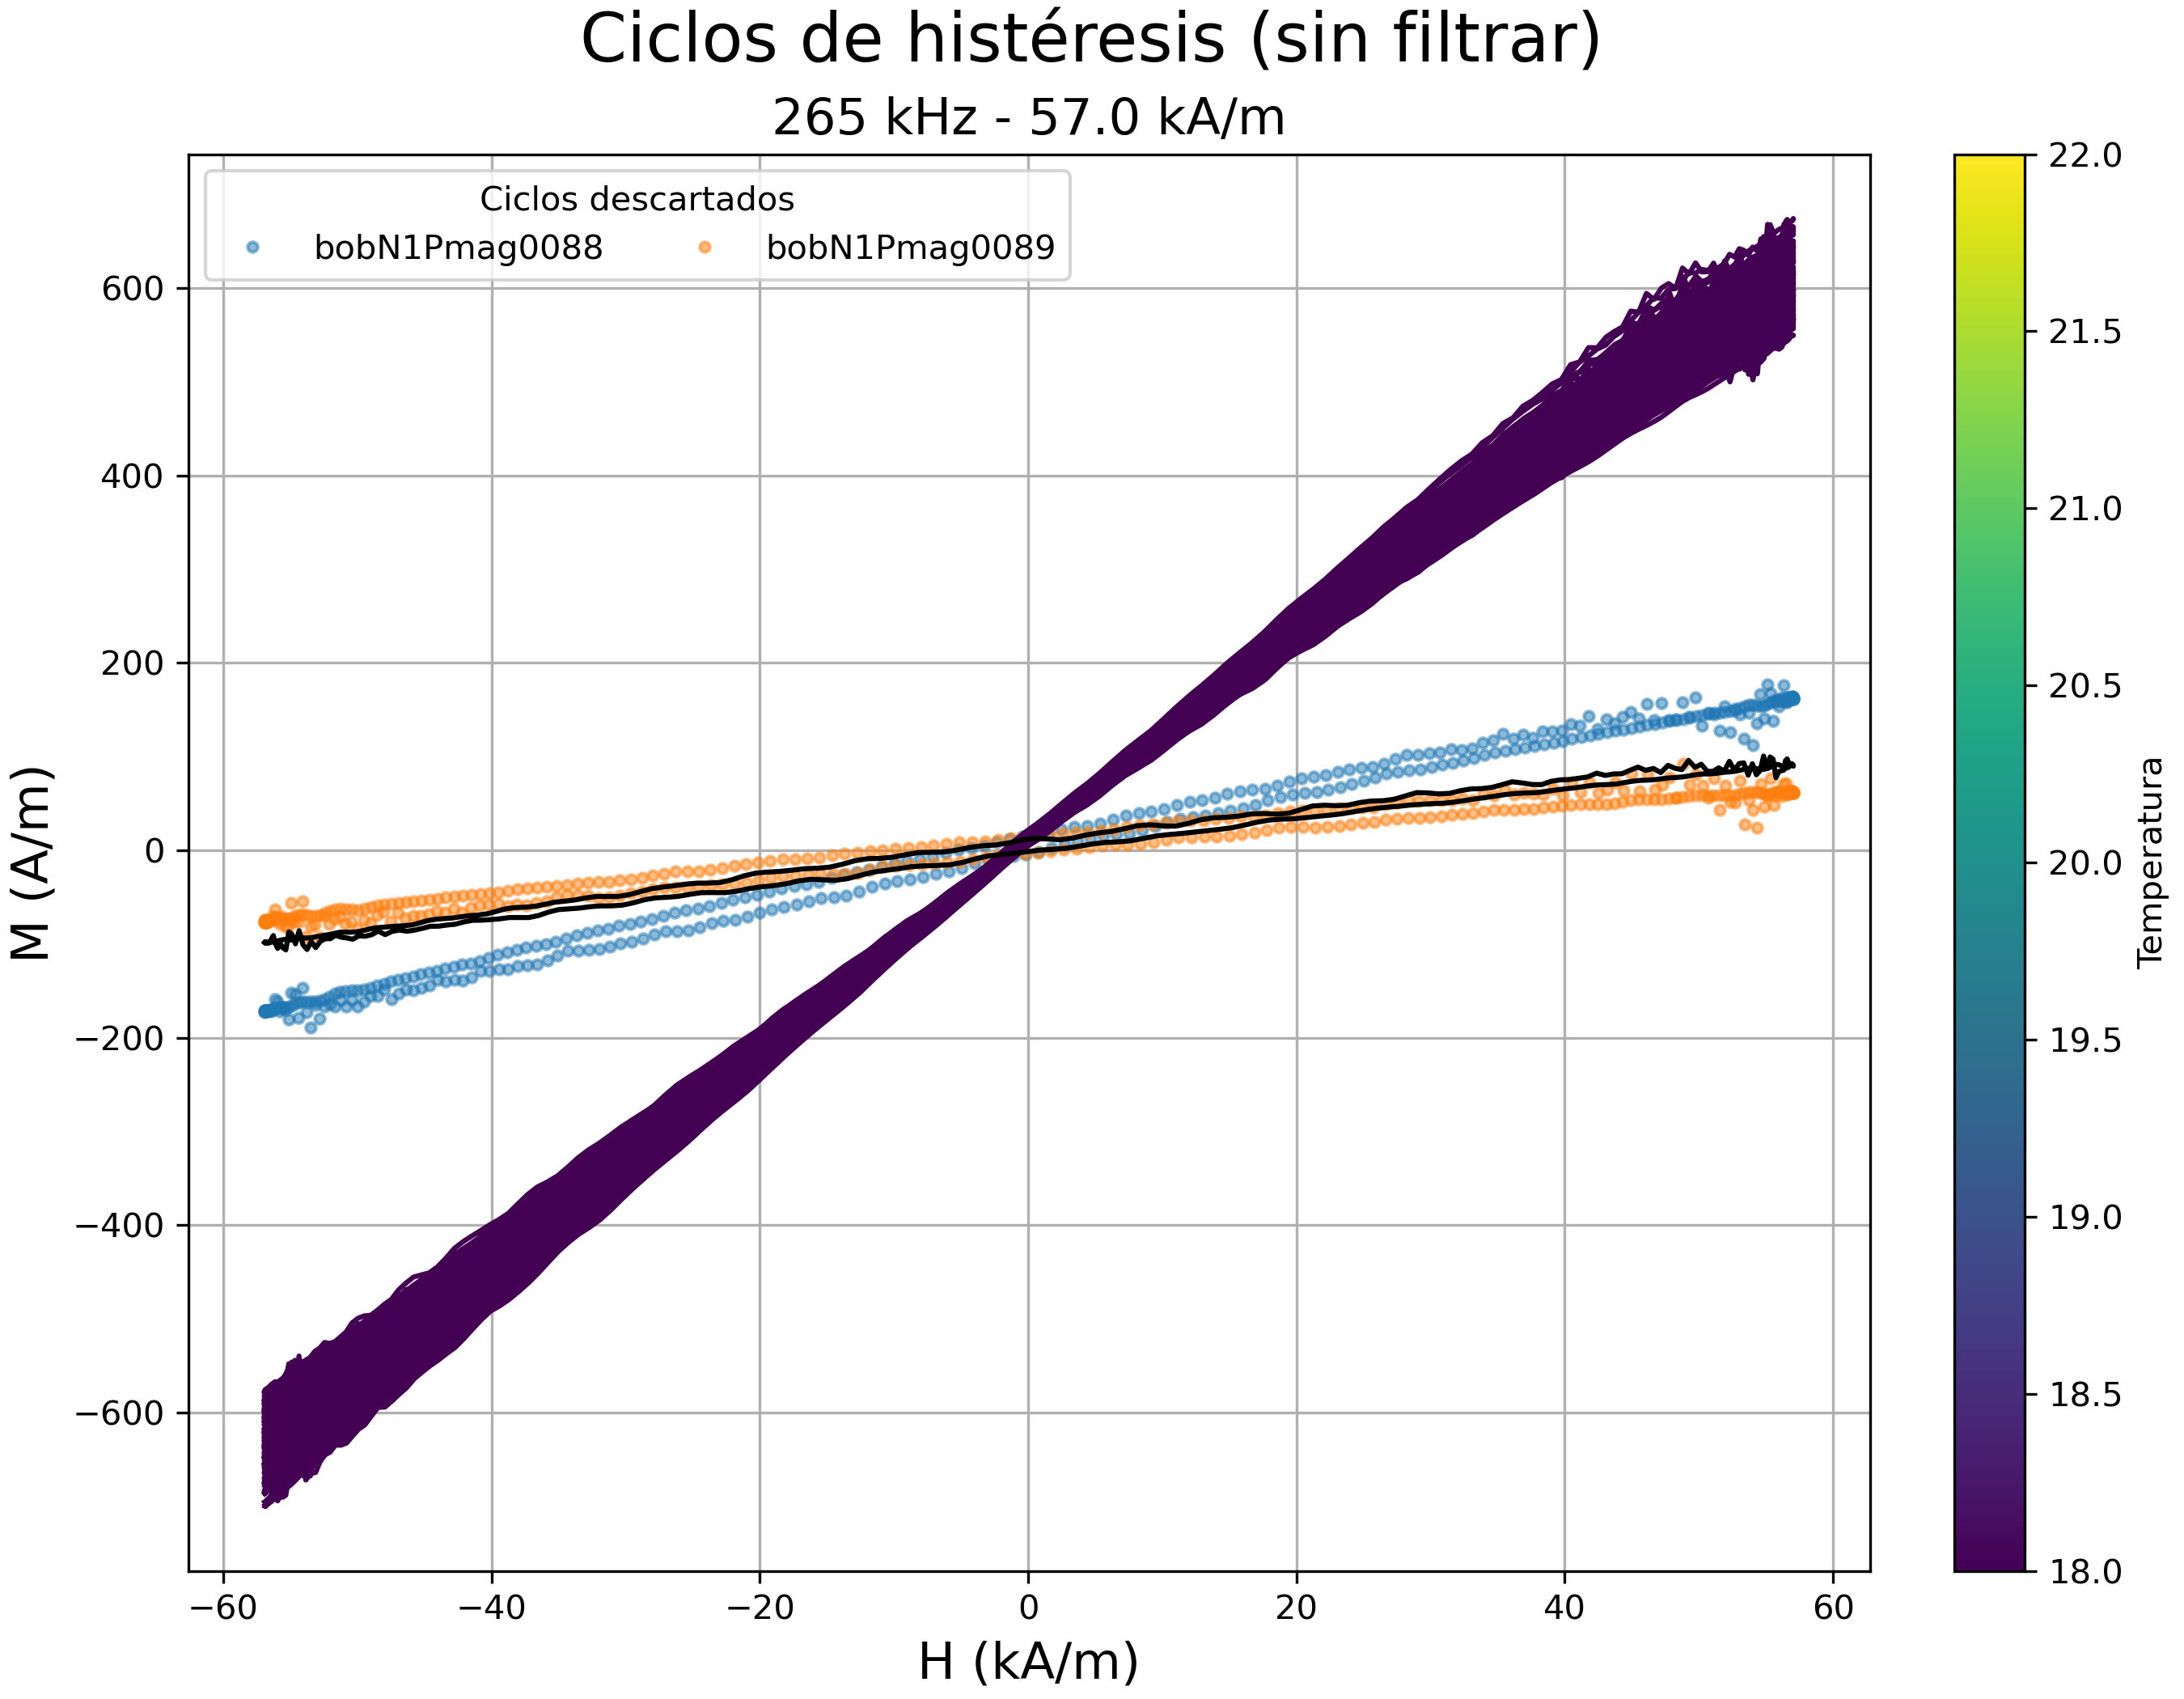 Ciclos de histéresis (sin filtrar)
265 kHz - 57.0 kA/m
Ciclos descartados
bobN1Pmag0088 bobN1Pmag0089
M (A/m)
600
400
200
0
−200
−400
−600
−60 −40 −20 0 20 40 60
H (kA/m)
22.0
21.5
21.0
20.5
20.0
19.5
19.0
18.5
18.0
Temperatura